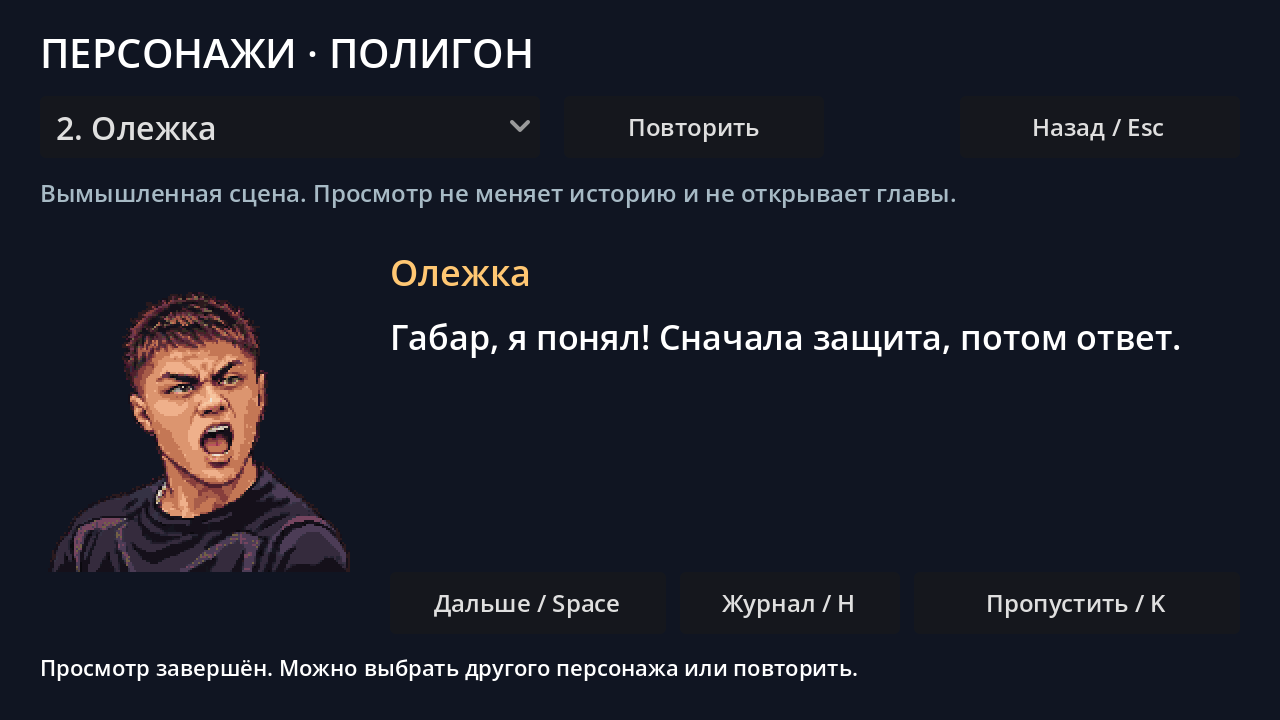 ПЕРСОНАЖИ · ПОЛИГОН
2. Олежка
Повторить
Назад / Esc
Вымышленная сцена. Просмотр не меняет историю и не открывает главы.
Олежка
Габар, я понял! Сначала защита, потом ответ.
Дальше / Space
Журнал / H
Пропустить / K
Просмотр завершён. Можно выбрать другого персонажа или повторить.